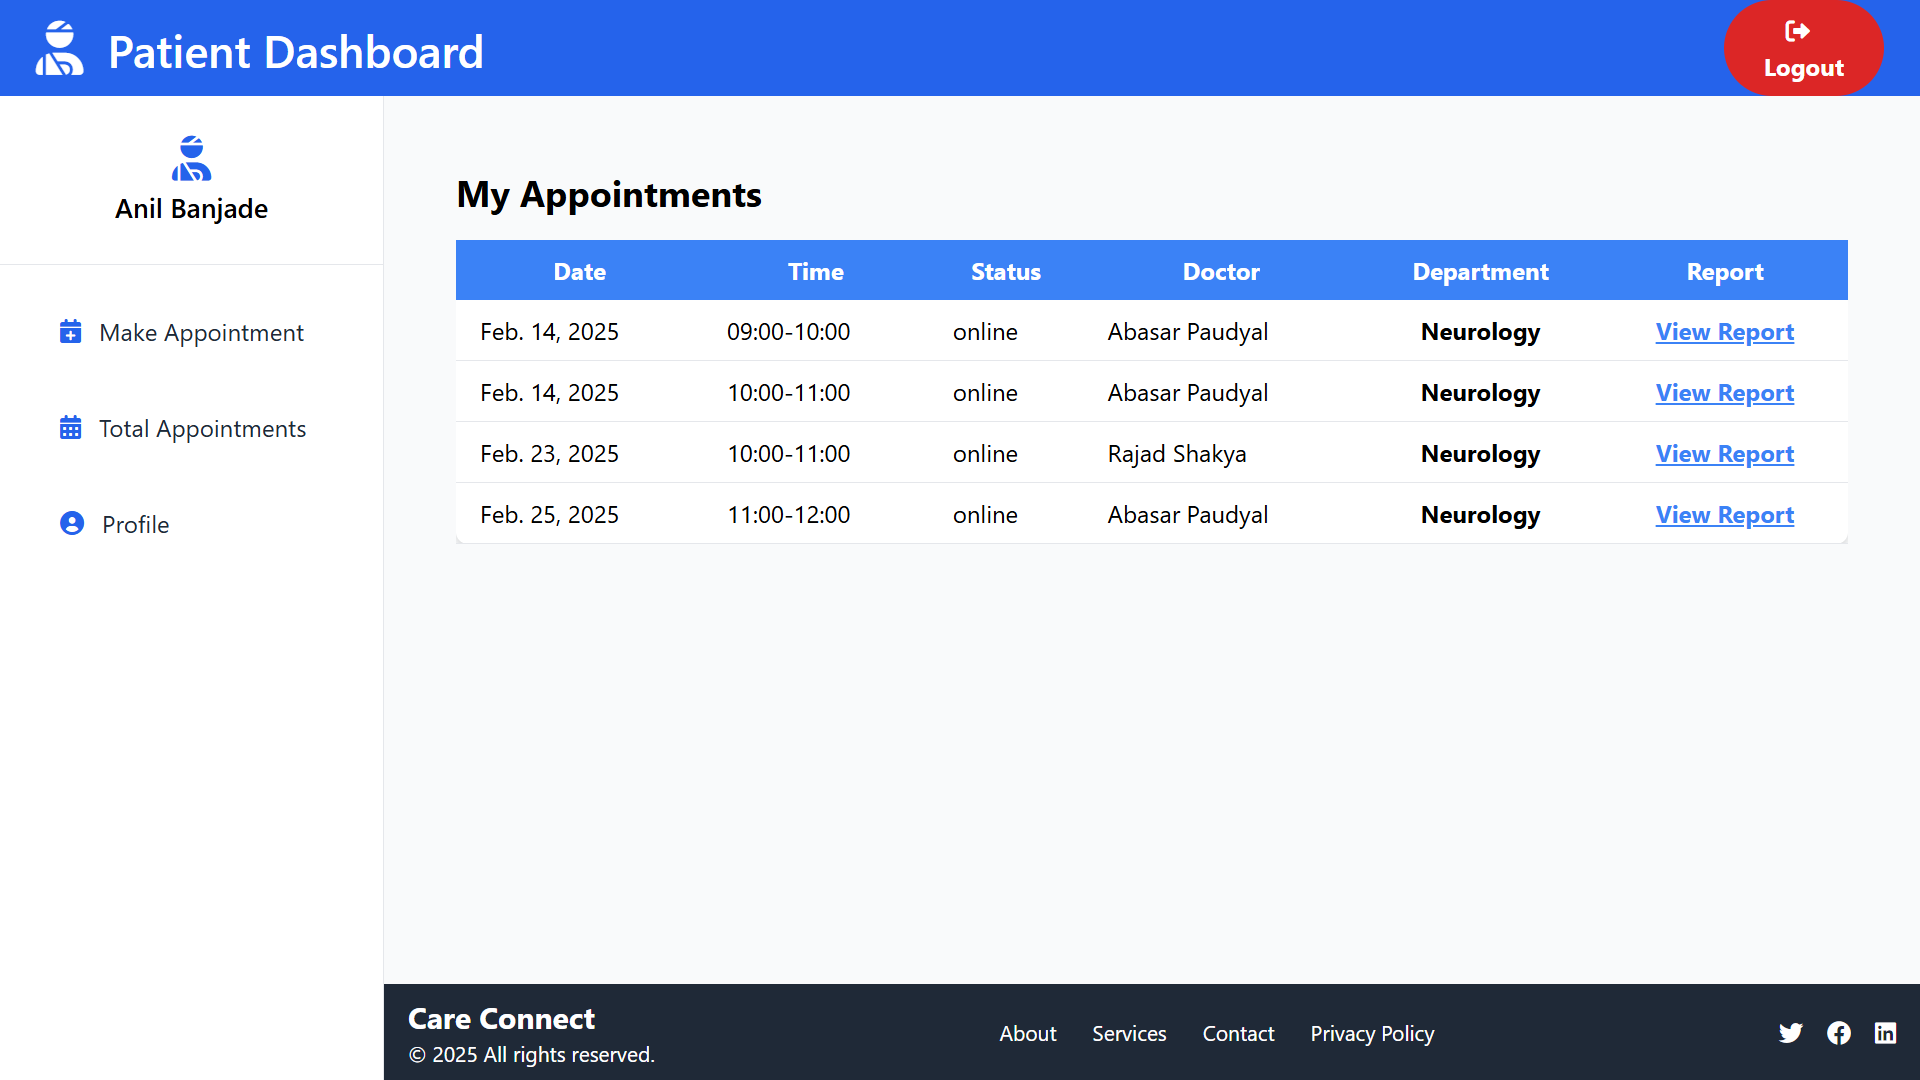 Patient Dashboard
Logout
Anil Banjade
Make Appointment
Total Appointments
Profile
My Appointments
Date Time Status Doctor Department Report
Feb. 14, 2025 09:00-10:00 online Abasar Paudyal Neurology View Report
Feb. 14, 2025 10:00-11:00 online Abasar Paudyal Neurology View Report
Feb. 23, 2025 10:00-11:00 online Rajad Shakya Neurology View Report
Feb. 25, 2025 11:00-12:00 online Abasar Paudyal Neurology View Report
Care Connect
© 2025 All rights reserved.
About Services Contact Privacy Policy